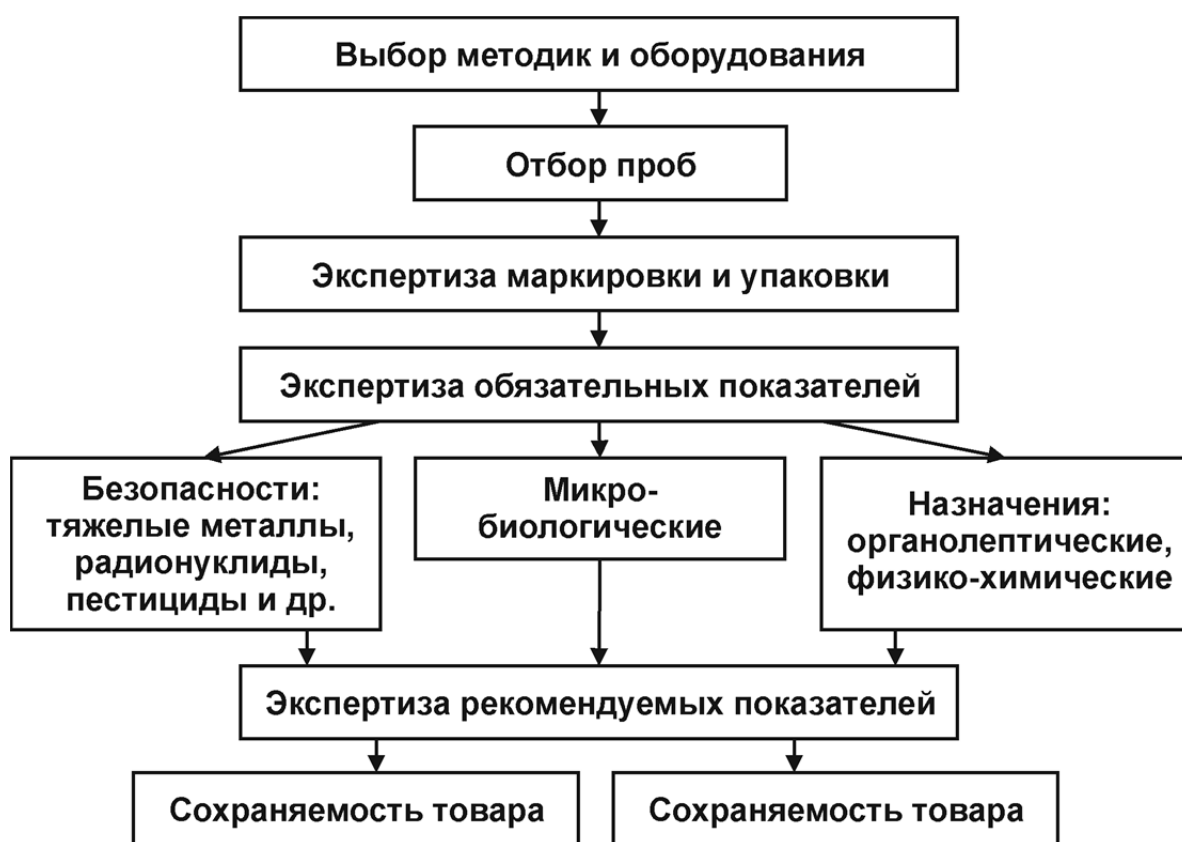 Выбор методик и оборудования
Отбор проб
Экспертиза маркировки и упаковки
Экспертиза обязательных показателей
Безопасности:
тяжелые металлы,
радионуклиды,
пестициды и др.
Микро-
биологические
Назначения:
органолептические,
физико-химические
Экспертиза рекомендуемых показателей
Сохраняемость товара
Сохраняемость товара